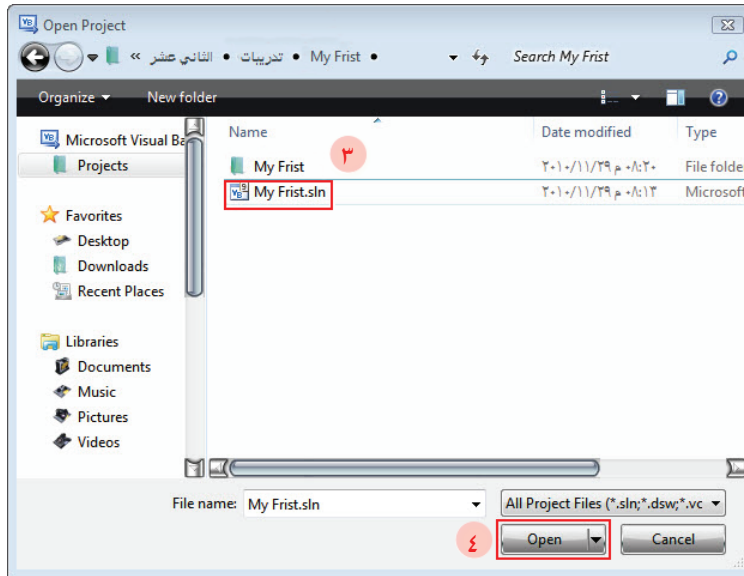 Open Project
« الثاني عشر • تدريبات • My Frist •
Search My Frist
Organize New folder
Microsoft Visual Ba
Projects
Favorites
Desktop
Downloads
Recent Places
Libraries
Documents
Music
Pictures
Videos
Name Date modified Type
My Frist ٢٠١٠/١١/٢٩ م ٠٨:٢٠ File folde
٣
My Frist.sln ٢٠١٠/١١/٢٩ م ٠٨:١٣ Microsoft
File name: My Frist.sln All Project Files (*.sln;*.dsw;*.vc
٤ Open Cancel